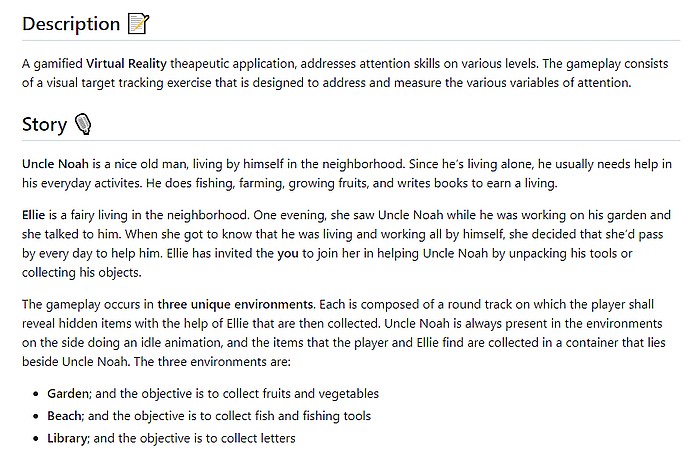 Description
A gamified Virtual Reality theapeutic application, addresses attention skills on various levels. The gameplay consists
of a visual target tracking exercise that is designed to address and measure the various variables of attention.
Story
Uncle Noah is a nice old man, living by himself in the neighborhood. Since he's living alone, he usually needs help in
his everyday activites. He does fishing, farming, growing fruits, and writes books to earn a living.
Ellie is a fairy living in the neighborhood. One evening, she saw Uncle Noah while he was working on his garden and
she talked to him. When she got to know that he was living and working all by himself, she decided that she'd pass
by every day to help him. Ellie has invited the you to join her in helping Uncle Noah by unpacking his tools or
collecting his objects.
The gameplay occurs in three unique environments. Each is composed of a round track on which the player shall
reveal hidden items with the help of Ellie that are then collected. Uncle Noah is always present in the environments
on the side doing an idle animation, and the items that the player and Ellie find are collected in a container that lies
beside Uncle Noah. The three environments are:
• Garden; and the objective is to collect fruits and vegetables
• Beach; and the objective is to collect fish and fishing tools
• Library; and the objective is to collect letters